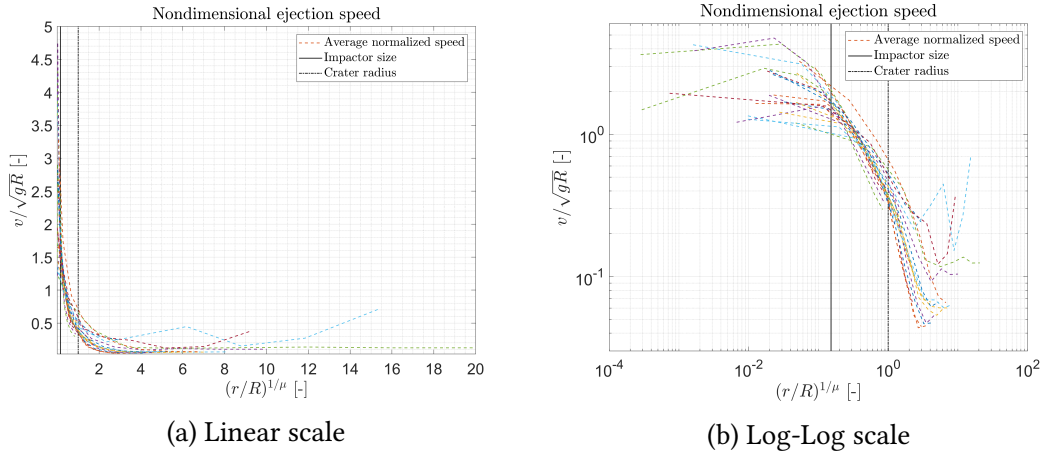 Nondimensional ejection speed
5
4.5
4
3.5
3
2.5
2
1.5
1
0.5
v/√gR [-]
Average normalized speed
Impactor size
Crater radius
2 4 6 8 10 12 14 16 18 20
(r/R)^{1/μ} [-]
(a) Linear scale
Nondimensional ejection speed
10^0
10^{-1}
v/√gR [-]
Average normalized speed
Impactor size
Crater radius
10^{-4} 10^{-2} 10^0 10^2
(r/R)^{1/μ} [-]
(b) Log-Log scale